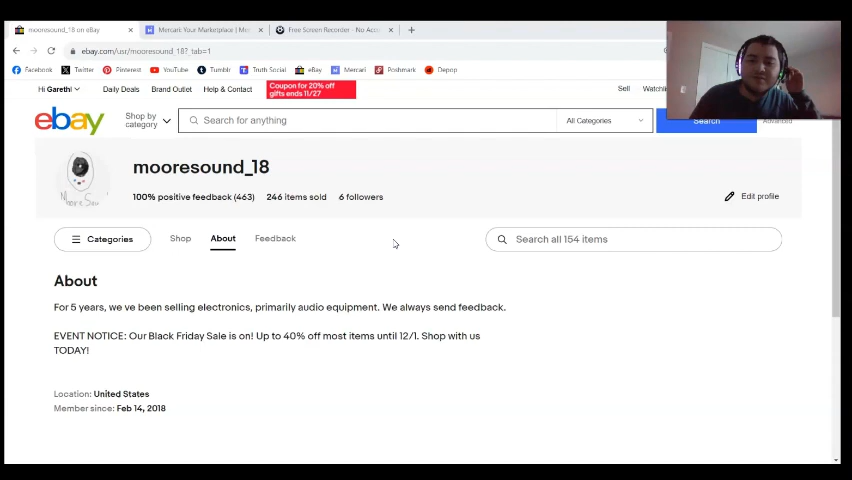 mooresound_18 on eBay
Mercari: Your Marketplace | Mer
Free Screen Recorder - No Acco
ebay.com/usr/mooresound_18?_tab=1
Facebook Twitter Pinterest YouTube Tumblr Truth Social eBay Mercari Poshmark Depop
Hi Gareth! Daily Deals Brand Outlet Help & Contact
Coupon for 20% off
gifts ends 11/27
Sell Watchlis
ebay
Shop by
category
Search for anything
All Categories
Search
Advanced
mooresound_18
100% positive feedback (463) 246 items sold 6 followers
Edit profile
Categories Shop About Feedback
Search all 154 items
About
For 5 years, we ve been selling electronics, primarily audio equipment. We always send feedback.
EVENT NOTICE: Our Black Friday Sale is on! Up to 40% off most items until 12/1. Shop with us
TODAY!
Location: United States
Member since: Feb 14, 2018